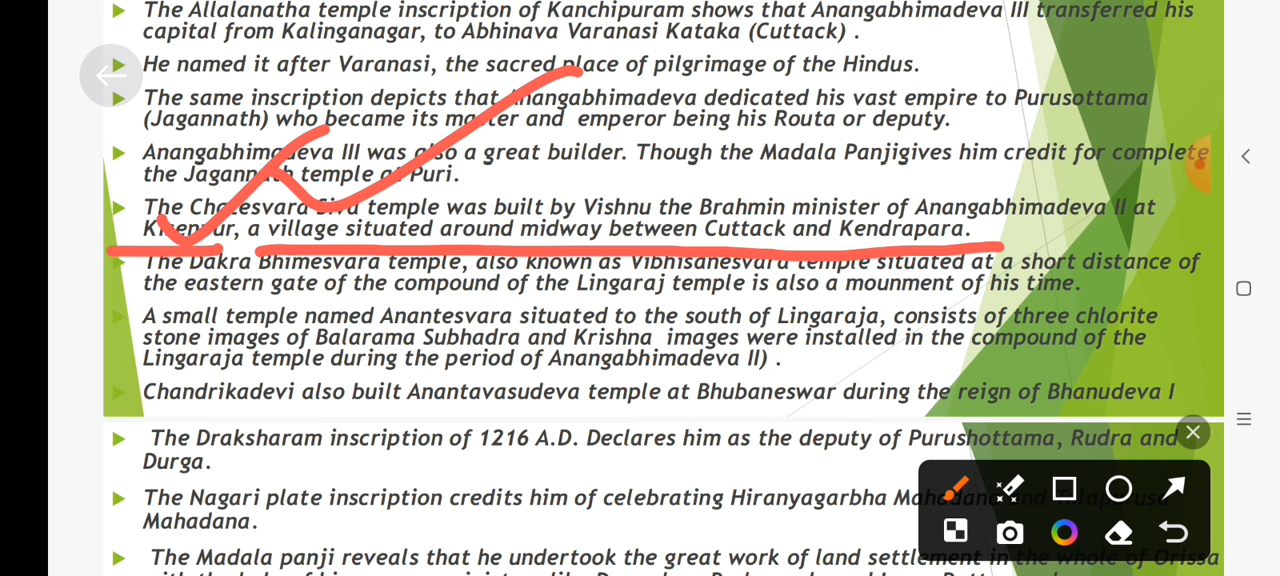 The Allalanatha temple inscription of Kanchipuram shows that Anangabhimadeva III transferred his
capital from Kalinganagar, to Abhinava Varanasi Kataka (Cuttack) .
He named it after Varanasi, the sacred place of pilgrimage of the Hindus.
The same inscription depicts that Anangabhimadeva dedicated his vast empire to Purusottama
(Jagannath) who became its master and emperor being his Routa or deputy.
Anangabhimadeva III was also a great builder. Though the Madala Panjigives him credit for complete
the Jagannath temple at Puri.
The Chatesvara Siva temple was built by Vishnu the Brahmin minister of Anangabhimadeva II at
a village situated around midway between Cuttack and Kendrapara.
The Dakra Bhimesvara temple, also known as Vibhisanesvara temple situated at a short distance of
the eastern gate of the compound of the Lingaraj temple is also a mounment of his time.
A small temple named Anantesvara situated to the south of Lingaraja, consists of three chlorite
stone images of Balarama Subhadra and Krishna images were installed in the compound of the
Lingaraja temple during the period of Anangabhimadeva II) .
Chandrikadevi also built Anantavasudeva temple at Bhubaneswar during the reign of Bhanudeva I
The Draksharam inscription of 1216 A.D. Declares him as the deputy of Purushottama, Rudra and
Durga.
The Nagari plate inscription credits him of celebrating Hiranyagarbha Mahadana and
Mahadana.
The Madala panji reveals that he undertook the great work of land settlement in the whole of Orissa